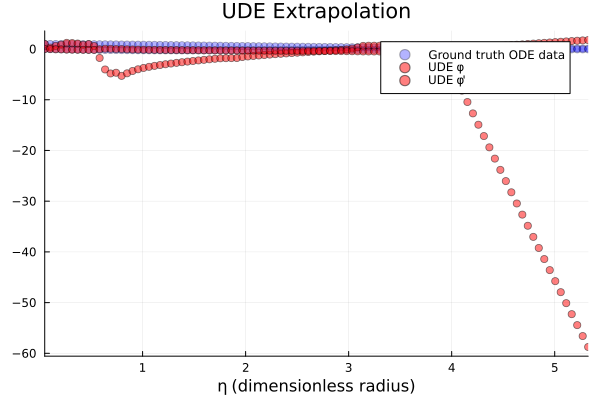 UDE Extrapolation
0
−10
−20
−30
−40
−50
−60
Ground truth ODE data
UDE φ
UDE φ'
1
2
3
4
5
η (dimensionless radius)